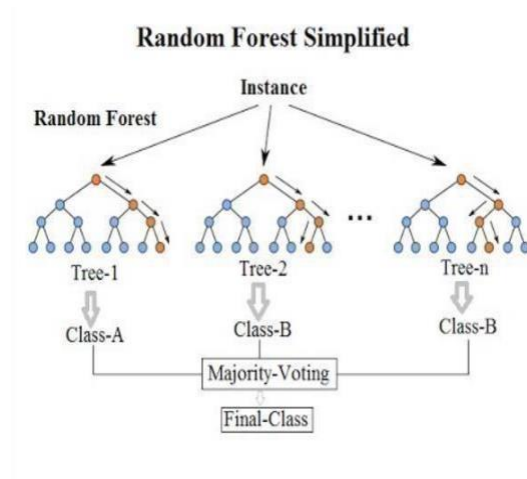 Random Forest Simplified
Instance
Random Forest
...
Tree-1 Tree-2 Tree-n
Class-A Class-B Class-B
Majority-Voting
Final-Class